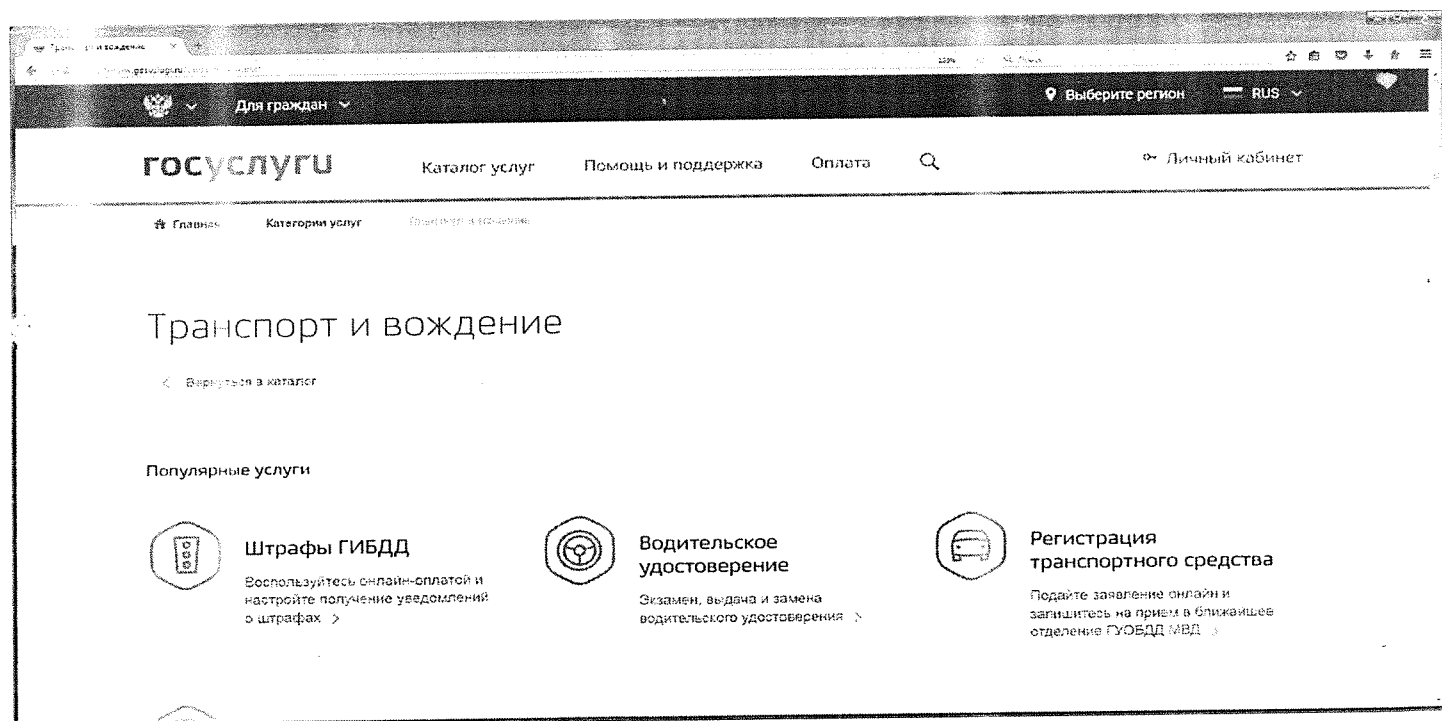 Для граждан
Выберите регион
RUS
госуслуги
Каталог услуг
Помощь и поддержка
Оплата
Личный кабинет
Главная
Категории услуг
Транспорт и вождение
Вернуться в каталог
Популярные услуги
Штрафы ГИБДД
Воспользуйтесь онлайн-оплатой и
настройте получение уведомлений
о штрафах >
Водительское
удостоверение
Экзамен, выдача и замена
водительского удостоверения >
Регистрация
транспортного средства
Подайте заявление онлайн и
запишитесь на прием в ближайшее
отделение ГУОБДД МВД >